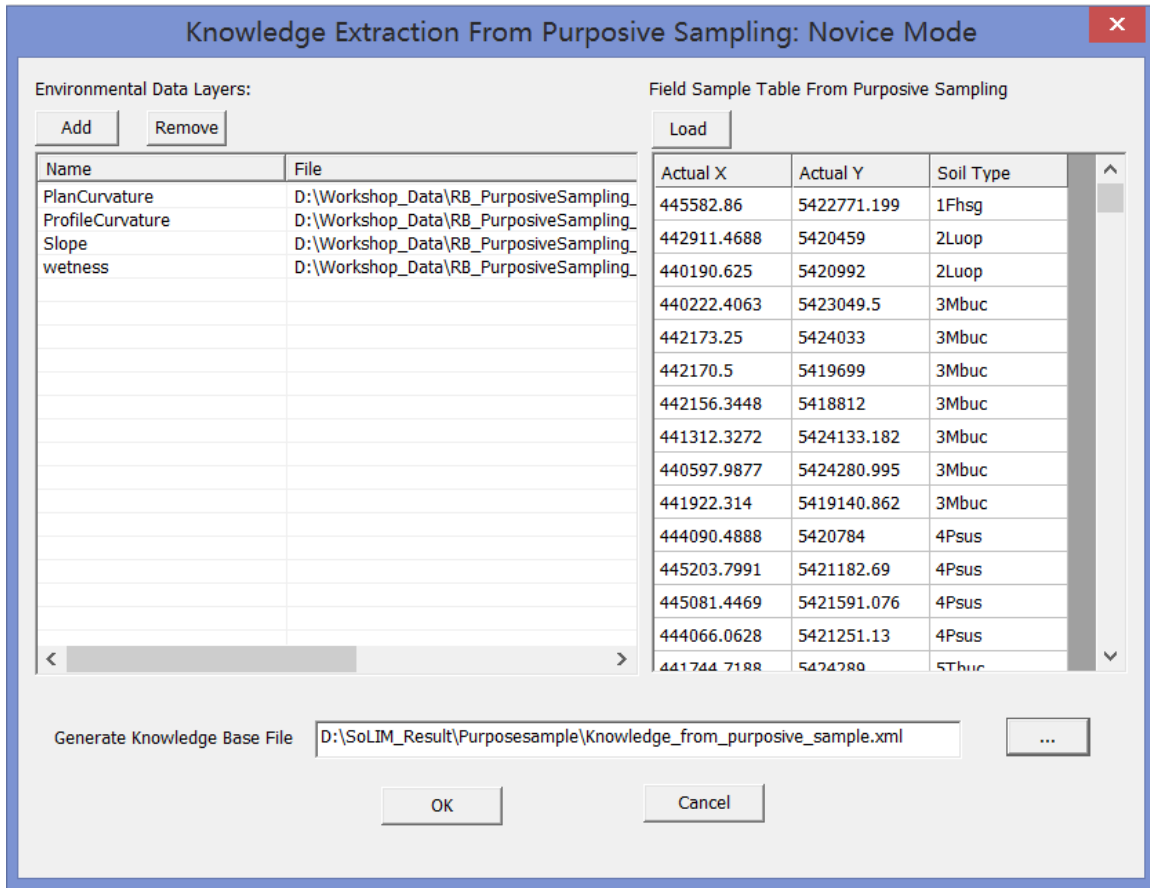 Knowledge Extraction From Purposive Sampling: Novice Mode
Environmental Data Layers:
Add Remove
Name File
PlanCurvature D:\Workshop_Data\RB_PurposiveSampling_
ProfileCurvature D:\Workshop_Data\RB_PurposiveSampling_
Slope D:\Workshop_Data\RB_PurposiveSampling_
wetness D:\Workshop_Data\RB_PurposiveSampling_
Field Sample Table From Purposive Sampling
Load
Actual X Actual Y Soil Type
445582.86 5422771.199 1Fhsg
442911.4688 5420459 2Luop
440190.625 5420992 2Luop
440222.4063 5423049.5 3Mbuc
442173.25 5424033 3Mbuc
442170.5 5419699 3Mbuc
442156.3448 5418812 3Mbuc
441312.3272 5424133.182 3Mbuc
440597.9877 5424280.995 3Mbuc
441922.314 5419140.862 3Mbuc
444090.4888 5420784 4Psus
445203.7991 5421182.69 4Psus
445081.4469 5421591.076 4Psus
444066.0628 5421251.13 4Psus
441744.7188 5424289 5Thuc
Generate Knowledge Base File D:\SoLIM_Result\Purposesample\Knowledge_from_purposive_sample.xml ...
OK Cancel